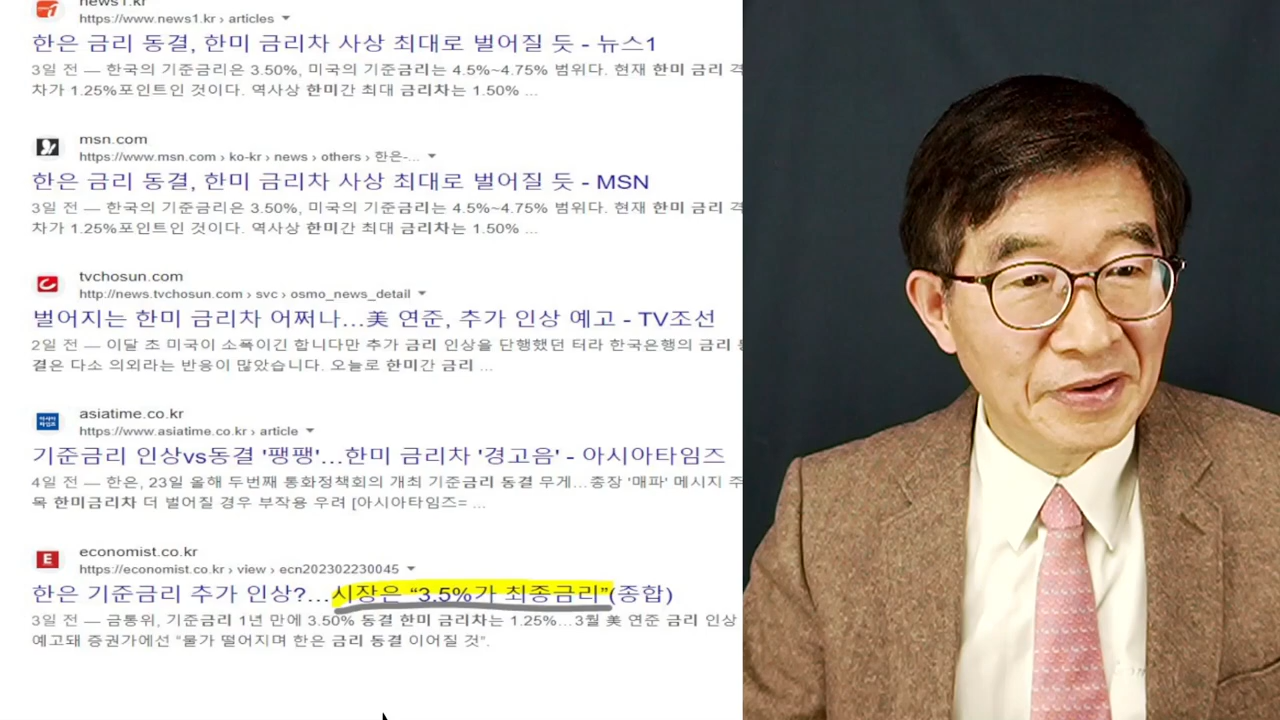 news1.kr
https://www.news1.kr › articles
한은 금리 동결, 한미 금리차 사상 최대로 벌어질 듯 - 뉴스1
3일 전 — 한국의 기준금리은 3.50%, 미국의 기준금리는 4.5%~4.75% 범위다. 현재 한미 금리 격
차가 1.25%포인트인 것이다. 역사상 한미간 최대 금리차는 1.50% ...
msn.com
https://www.msn.com › ko-kr › news › others › 한은-...
한은 금리 동결, 한미 금리차 사상 최대로 벌어질 듯 - MSN
3일 전 — 한국의 기준금리은 3.50%, 미국의 기준금리는 4.5%~4.75% 범위다. 현재 한미 금리 격
차가 1.25%포인트인 것이다. 역사상 한미간 최대 금리차는 1.50% ...
tvchosun.com
http://news.tvchosun.com › svc › osmo_news_detail
벌어지는 한미 금리차 어쩌나…美 연준, 추가 인상 예고 - TV조선
2일 전 — 이달 초 미국이 소폭이긴 합니다만 추가 금리 인상을 단행했던 터라 한국은행의 금리
결은 다소 의외라는 반응이 많았습니다. 오늘로 한미간 금리 ...
아시아
타임즈
asiatime.co.kr
https://www.asiatime.co.kr › article
기준금리 인상vs동결 '팽팽'…한미 금리차 '경고음' - 아시아타임즈
4일 전 — 한은, 23일 올해 두번째 통화정책회의 개최 기준금리 동결 무게…총장 '매파' 메시지 주
목 한미금리차 더 벌어질 경우 부작용 우려 [아시아타임즈= ...
E
economist.co.kr
https://economist.co.kr › view › ecn202302230045
한은 기준금리 추가 인상?…시장은 “3.5%가 최종금리”(종합)
3일 전 — 금통위, 기준금리 1년 만에 3.50% 동결 한미 금리차는 1.25%…3월 美 연준 금리 인상
예고돼 증권가에선 “물가 떨어지며 한은 금리 동결 이어질 것”.